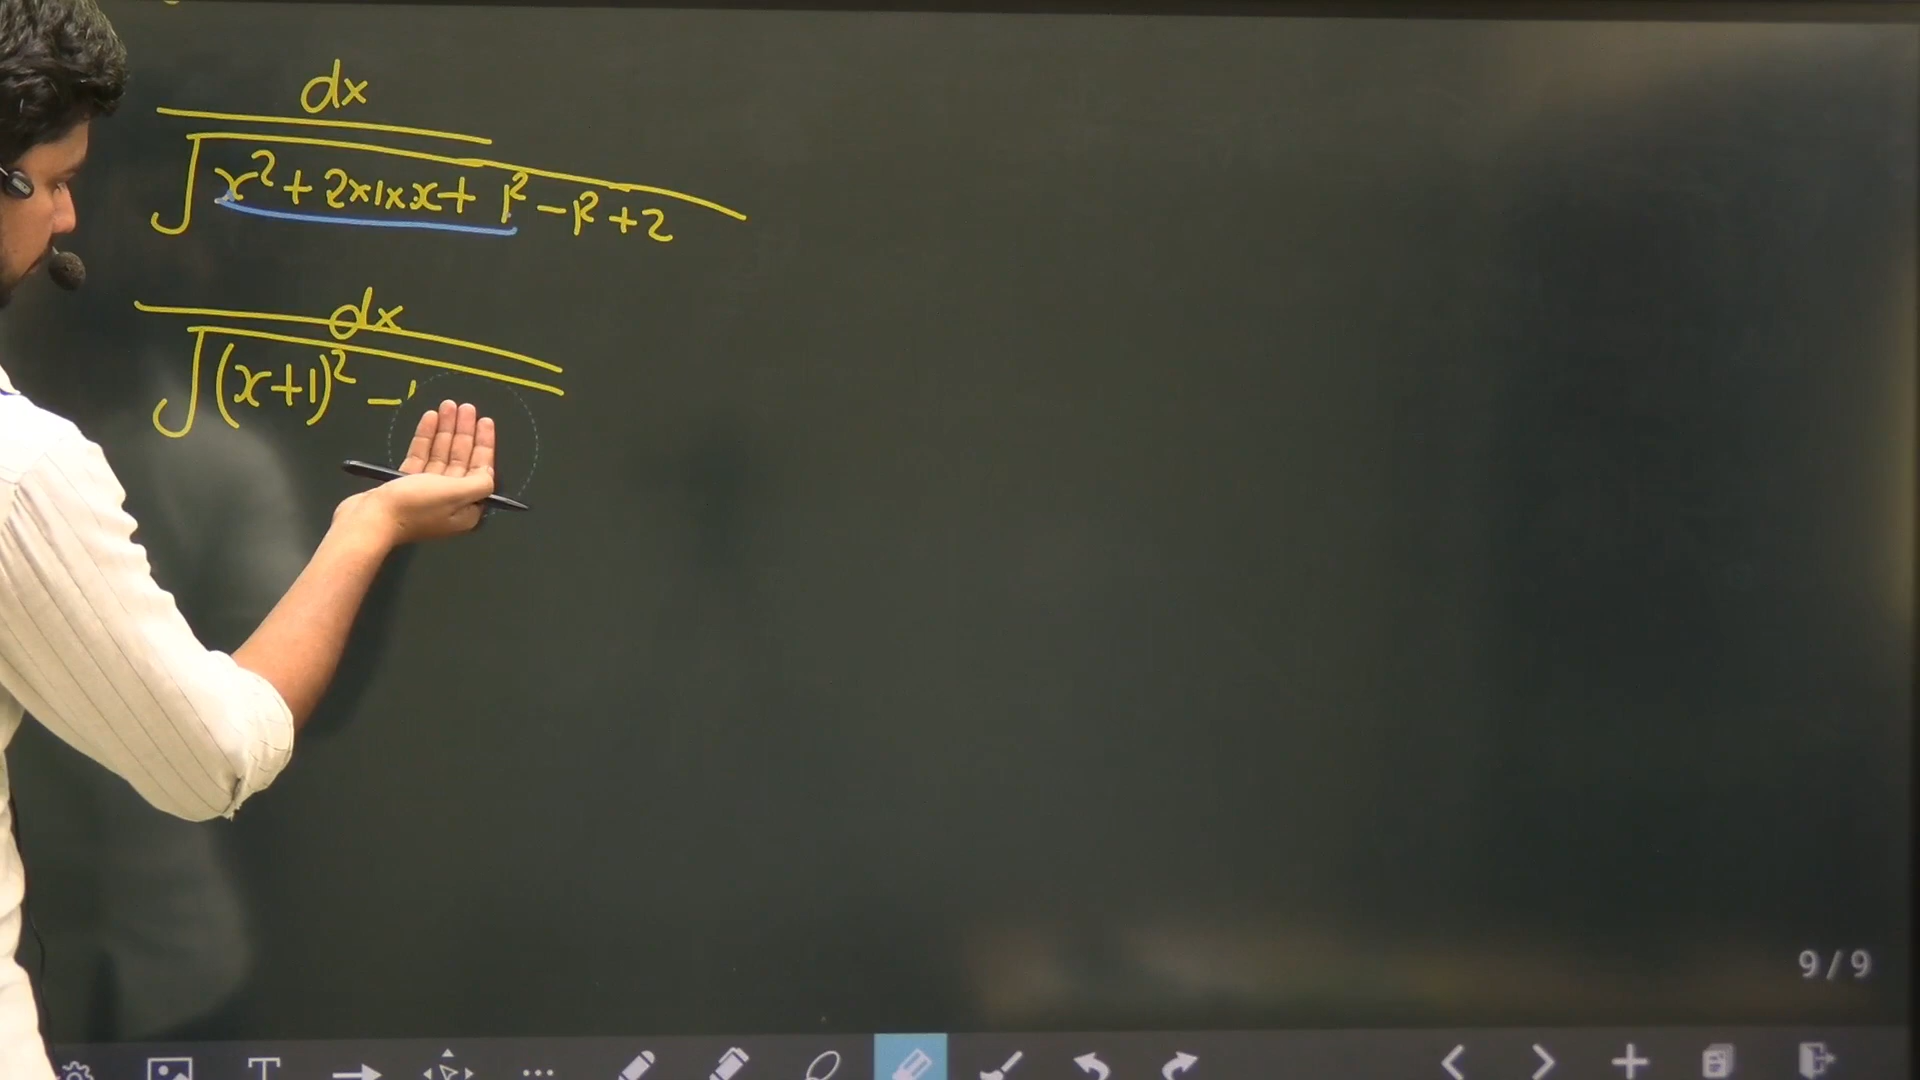 dx
√x² + 2×1×x + 1² - 1² + 2
dx
√(x+1)² -
9 / 9
T